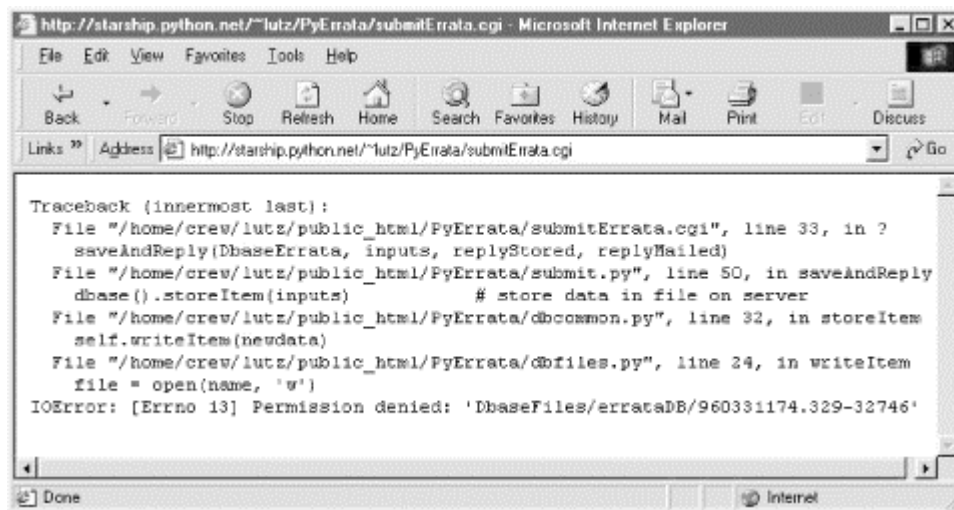 http://starship.python.net/~lutz/PyErrata/submitErrata.cgi - Microsoft Internet Explorer
File Edit View Favorites Tools Help
Back Forward Stop Refresh Home Search Favorites History Mail Print Edit Discuss
Links » Address http://starship.python.net/~lutz/PyErrata/submitErrata.cgi Go
Traceback (innermost last):
File "/home/crew/lutz/public_html/PyErrata/submitErrata.cgi", line 33, in ?
saveAndReply(DbaseErrata, inputs, replyStored, replyMailed)
File "/home/crew/lutz/public_html/PyErrata/submit.py", line 50, in saveAndReply
dbase().storeItem(inputs) # store data in file on server
File "/home/crew/lutz/public_html/PyErrata/dbcommon.py", line 32, in storeItem
self.writeItem(newdata)
File "/home/crew/lutz/public_html/PyErrata/dbfiles.py", line 24, in writeItem
file = open(name, 'w')
IOError: [Errno 13] Permission denied: 'DbaseFiles/errataDB/960331174.329-32746'
Done Internet